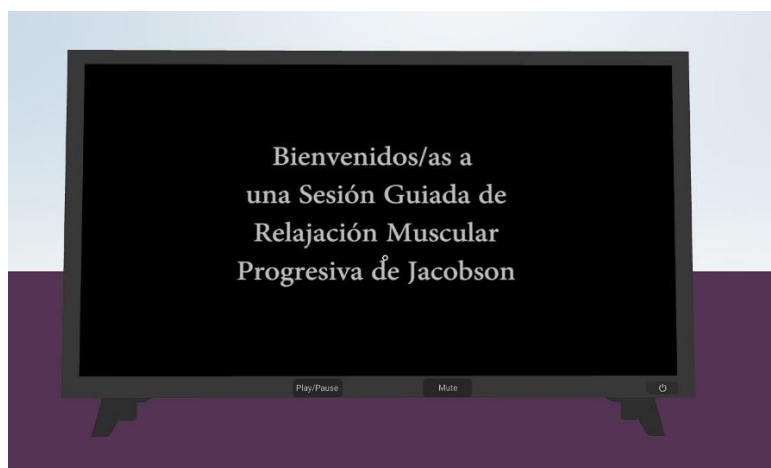 Bienvenidos/as a
una Sesión Guiada de
Relajación Muscular
Progresiva de Jacobson
Play/Pause
Mute